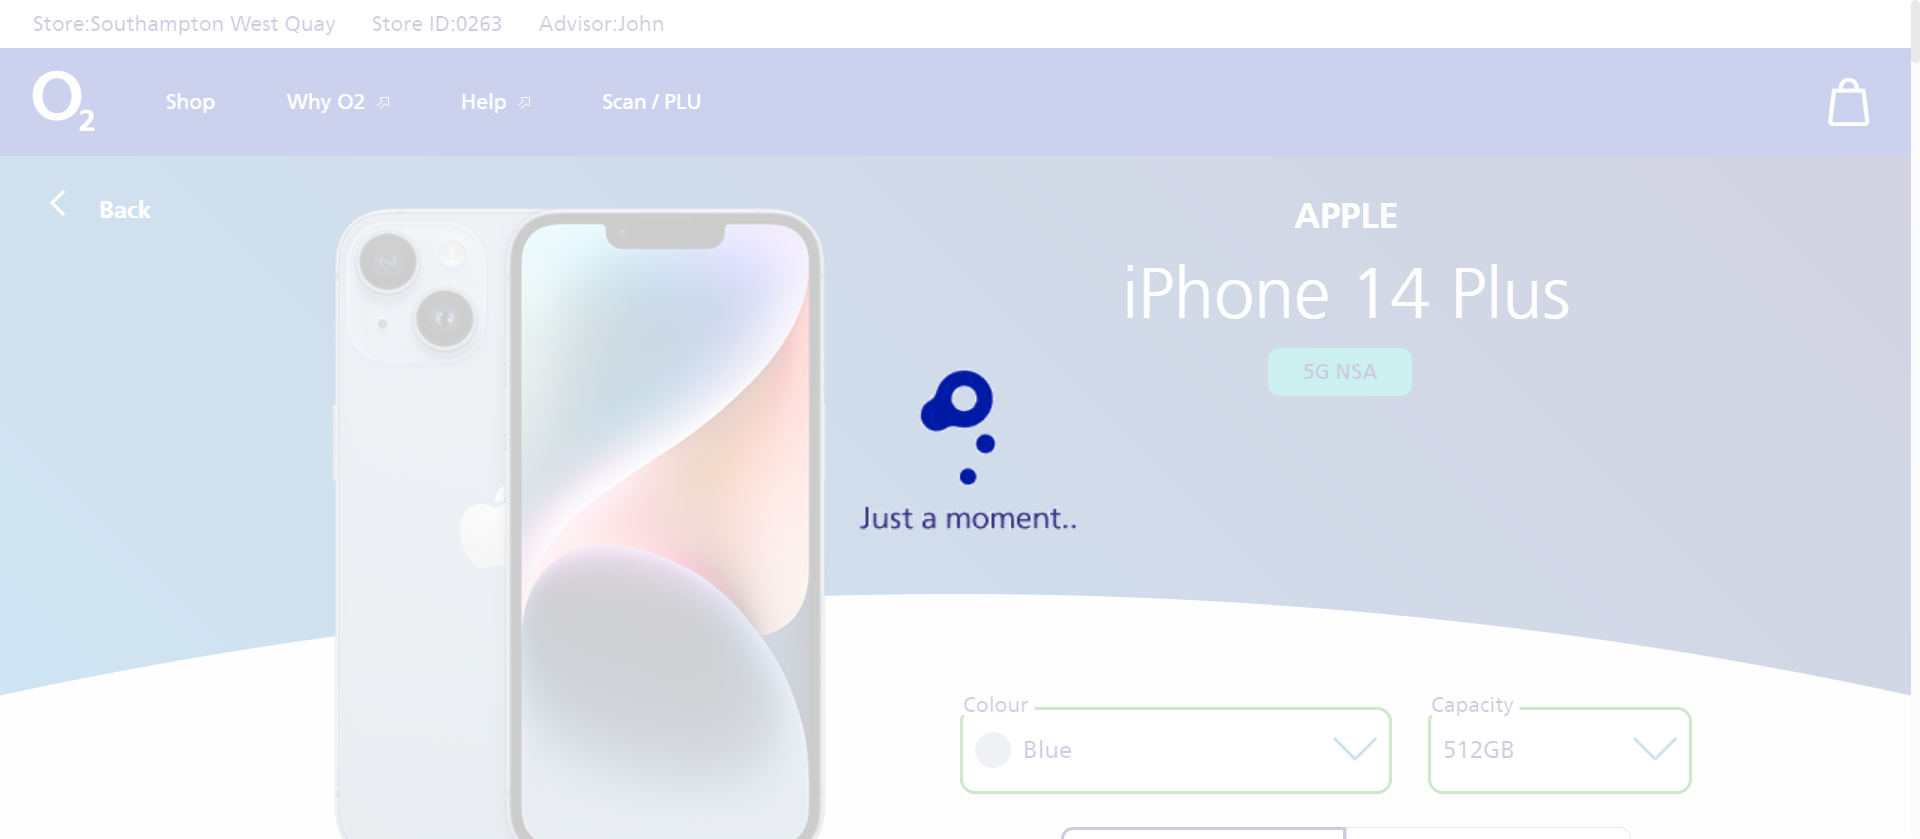 Store:Southampton West Quay Store ID:0263 Advisor:John
O2 Shop Why O2 Help Scan / PLU
Back
APPLE
iPhone 14 Plus
5G NSA
Just a moment..
Colour Capacity
Blue 512GB